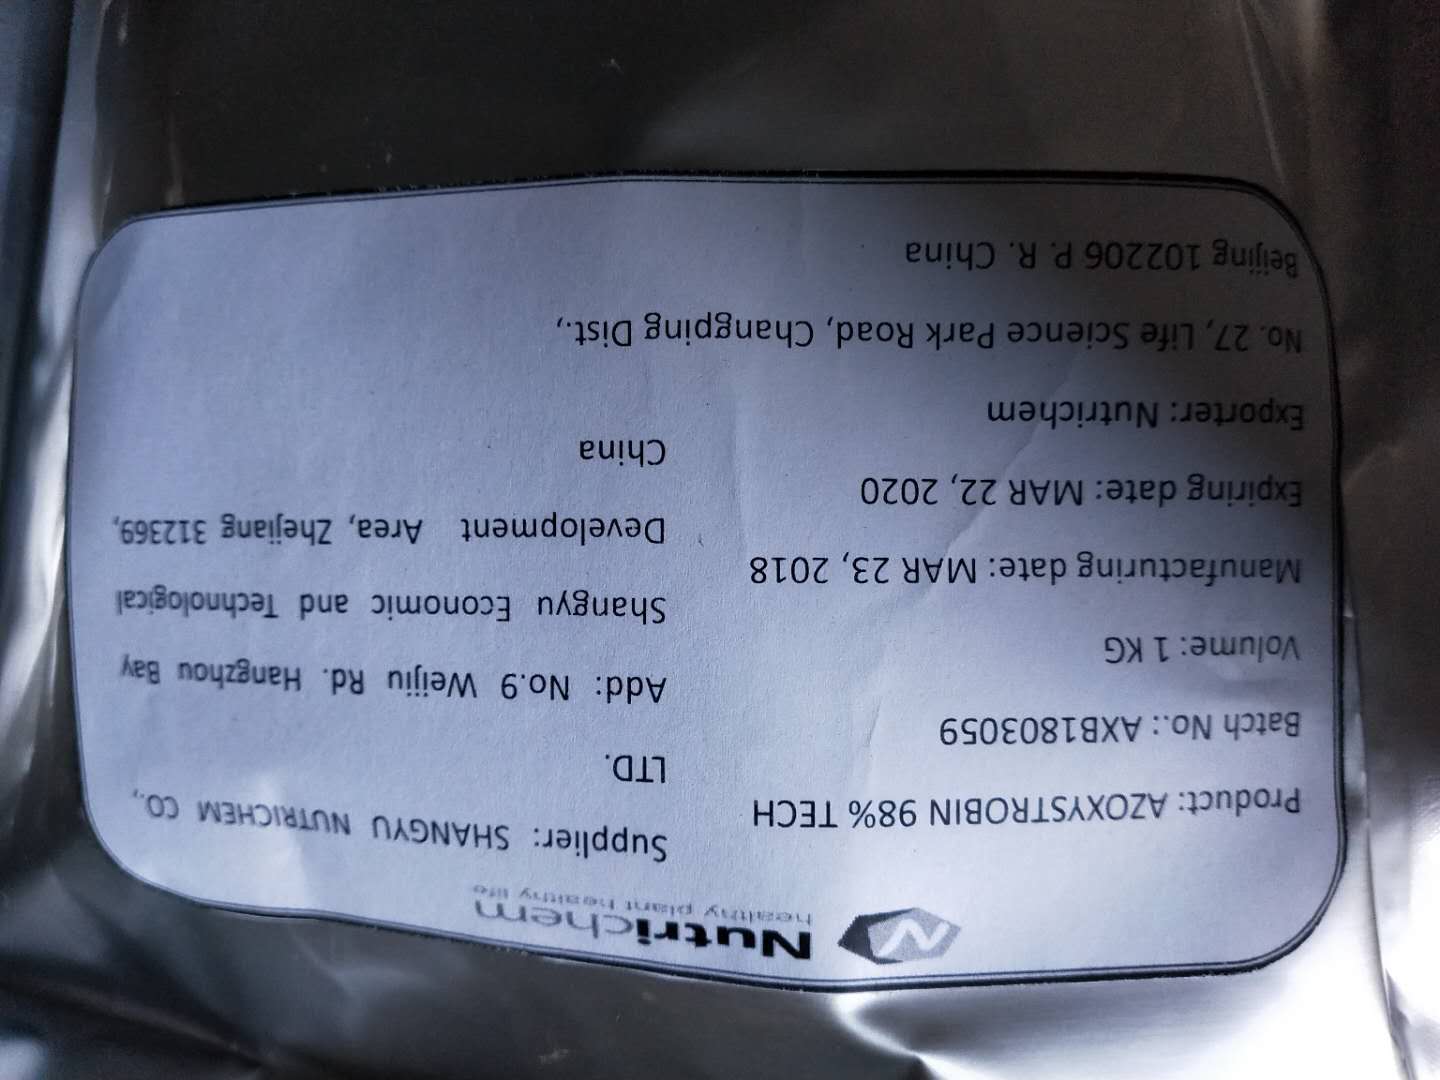 Nutrichem
healthy plant healthy life
Product: AZOXYSTROBIN 98% TECH
Batch No.: AXB1803059
Volume: 1 KG
Manufacturing date: MAR 23, 2018
Expiring date: MAR 22, 2020
Exporter: Nutrichem
No. 27, Life Science Park Road, Changping Dist.,
Beijing 102206 P. R. China
Supplier: SHANGYU NUTRICHEM CO.,
LTD.
Add: No.9 Weijiu Rd. Hangzhou Bay
Shangyu Economic and Technological
Development Area, Zhejiang 312369,
China